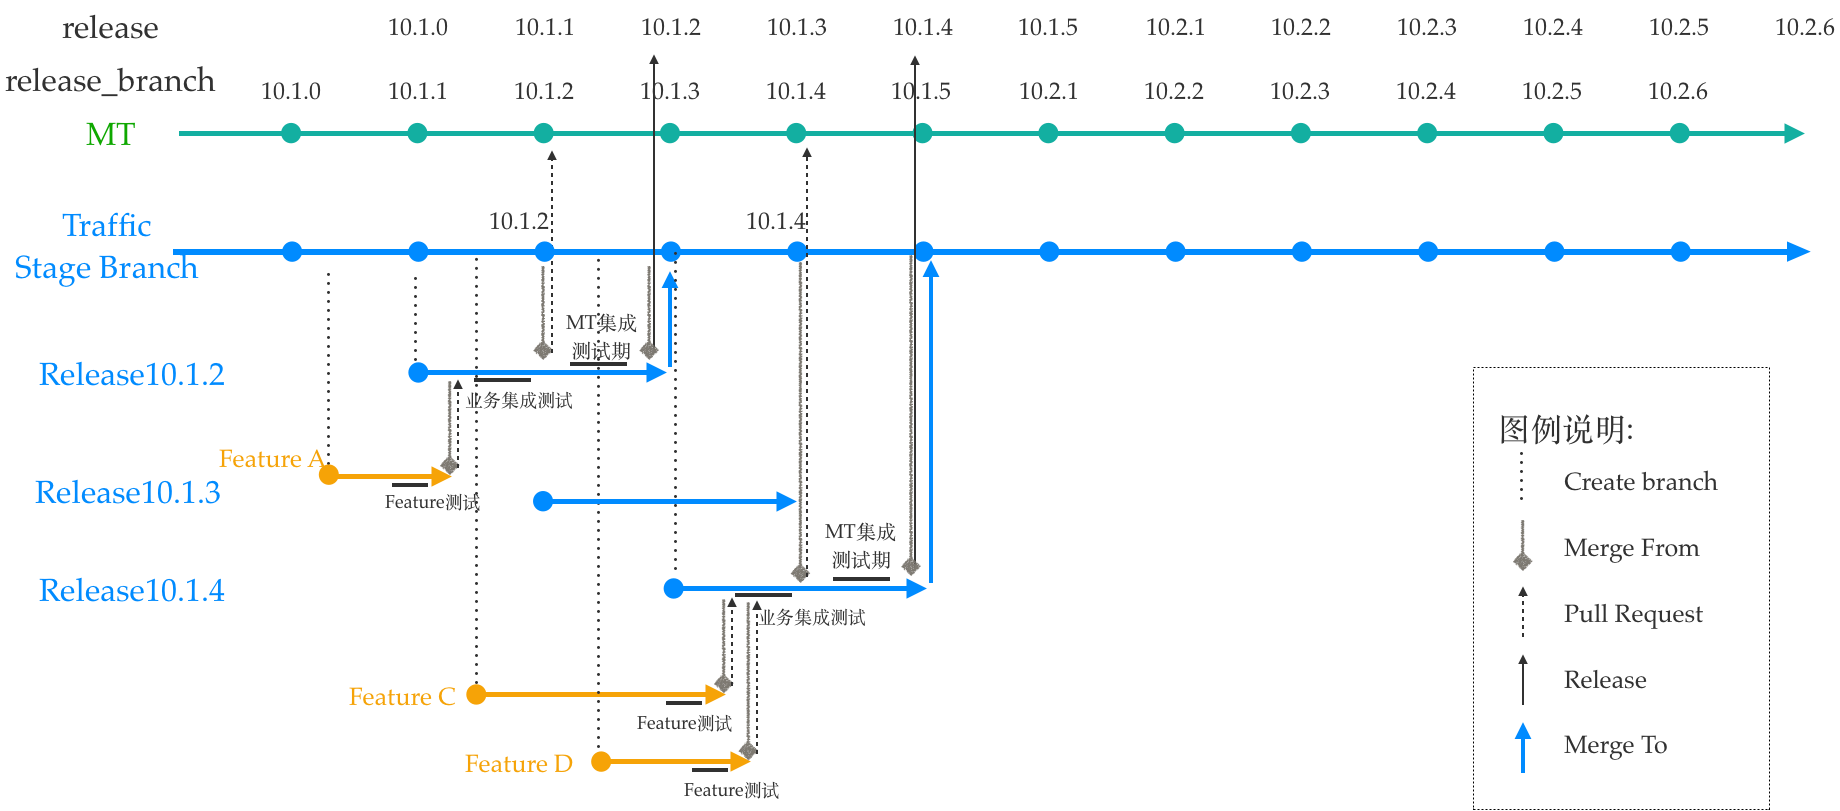 release 10.1.0 10.1.1 10.1.2 10.1.3 10.1.4 10.1.5 10.2.1 10.2.2 10.2.3 10.2.4 10.2.5 10.2.6
release_branch 10.1.0 10.1.1 10.1.2 10.1.3 10.1.4 10.1.5 10.2.1 10.2.2 10.2.3 10.2.4 10.2.5 10.2.6
MT
Traffic
Stage Branch
10.1.2
10.1.4
MT集成
测试期
Release10.1.2
业务集成测试
Feature A
Feature测试
Release10.1.3
MT集成
测试期
Release10.1.4
业务集成测试
Feature C
Feature测试
Feature D
Feature测试
图例说明:
Create branch
Merge From
Pull Request
Release
Merge To